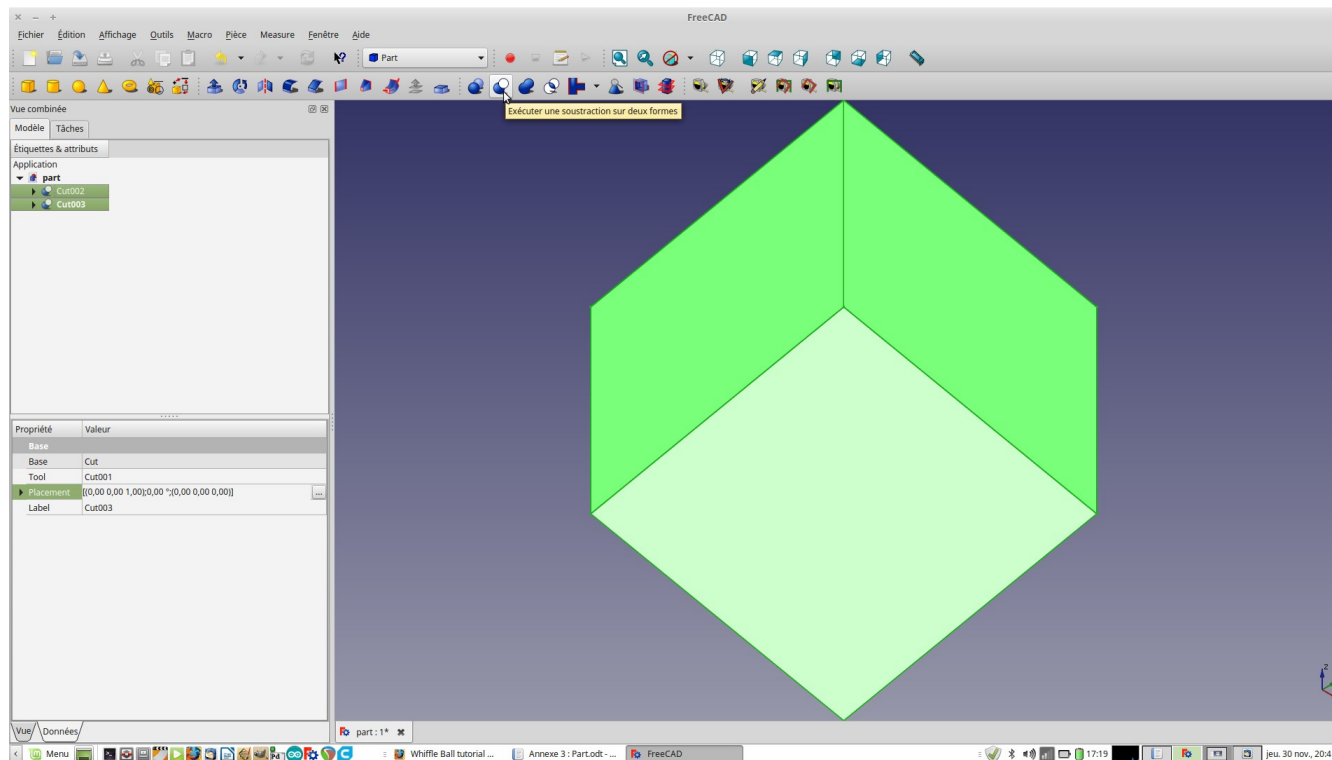 FreeCAD
Fichier Édition Affichage Outils Macro Pièce Measure Fenêtre Aide
Part
Vue combinée
Exécuter une soustraction sur deux formes
Modèle Tâches
Étiquettes & attributs
Application
part
Cut002
Cut003
Propriété Valeur
Base
Base Cut
Tool Cut001
Placement [(0,00 0,00 1,00);0,00 °;(0,00 0,00 0,00)]
Label Cut003
z
Vue Données
part : 1*
Menu Whiffle Ball tutorial ... Annexe 3 : Part.odt - ... FreeCAD 17:19 jeu. 30 nov., 20:4